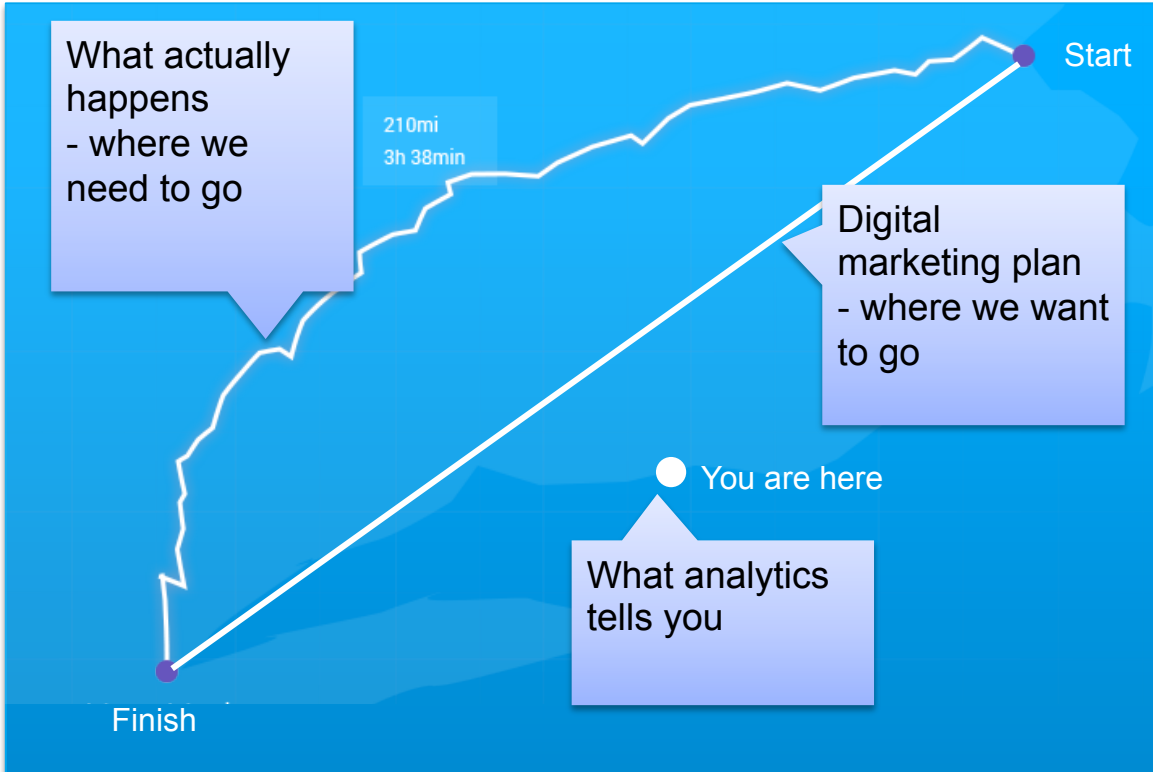 What actually
happens
- where we
need to go
210mi
3h 38min
Start
Digital
marketing plan
- where we want
to go
You are here
What analytics
tells you
Finish